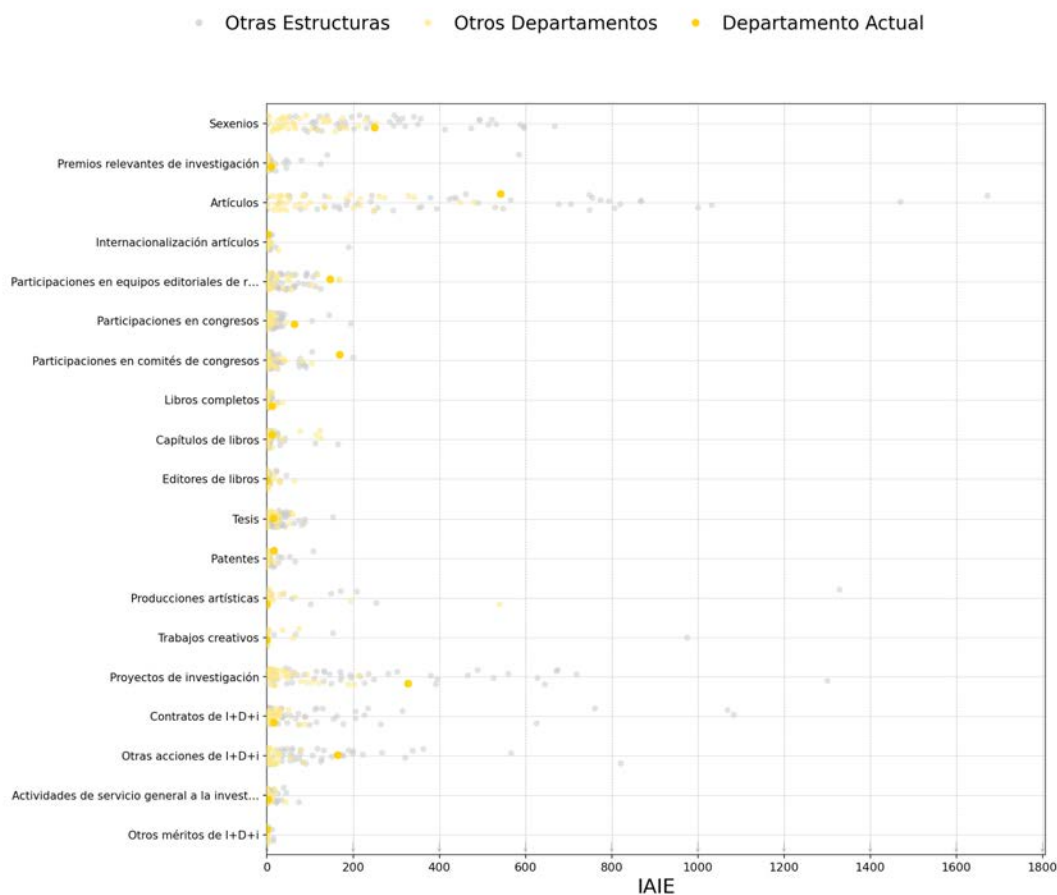 Otras Estructuras Otros Departamentos Departamento Actual
Sexenios
Premios relevantes de investigación
Artículos
Internacionalización artículos
Participaciones en equipos editoriales de r...
Participaciones en congresos
Participaciones en comités de congresos
Libros completos
Capítulos de libros
Editores de libros
Tesis
Patentes
Producciones artísticas
Trabajos creativos
Proyectos de investigación
Contratos de I+D+i
Otras acciones de I+D+i
Actividades de servicio general a la invest...
Otros méritos de I+D+i
0 200 400 600 800 1000 1200 1400 1600 1800
IAIE